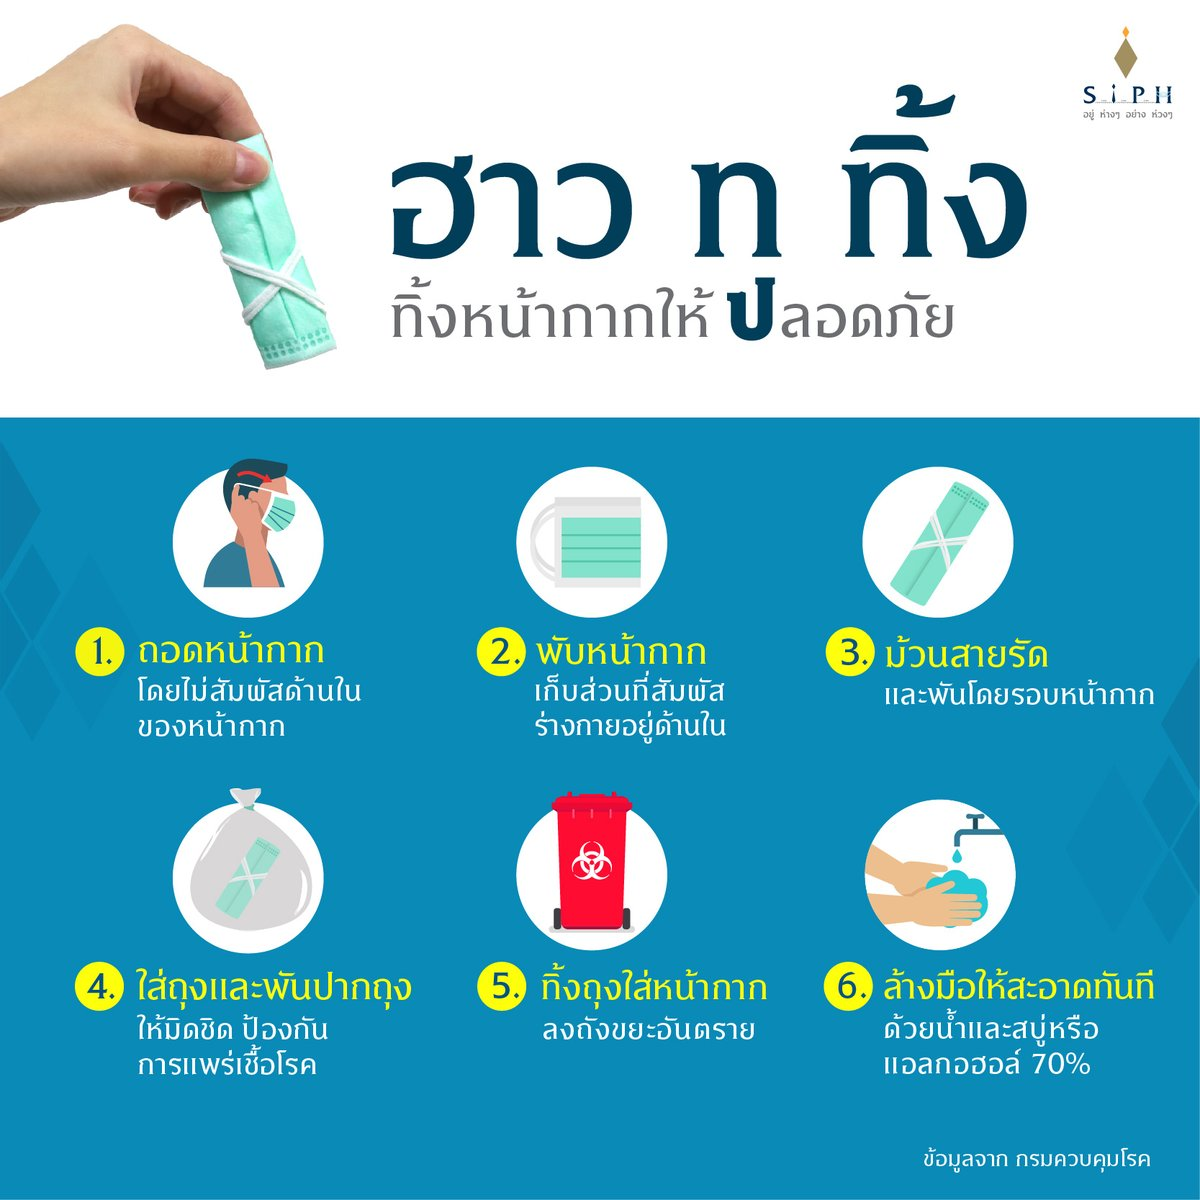 SiPH
อยู่ ห่างๆ อย่าง ห่วงๆ
ฮาว ทู ทิ้ง
ทิ้งหน้ากากให้ ปลอดภัย
1. ถอดหน้ากาก
โดยไม่สัมผัสด้านใน
ของหน้ากาก
2. พับหน้ากาก
เก็บส่วนที่สัมผัส
ร่างกายอยู่ด้านใน
3. ม้วนสายรัด
และพันโดยรอบหน้ากาก
4. ใส่ถุงและพันปากถุง
ให้มิดชิด ป้องกัน
การแพร่เชื้อโรค
5. ทิ้งถุงใส่หน้ากาก
ลงถังขยะอันตราย
6. ล้างมือให้สะอาดทันที
ด้วยน้ำและสบู่หรือ
แอลกอฮอล์ 70%
ข้อมูลจาก กรมควบคุมโรค